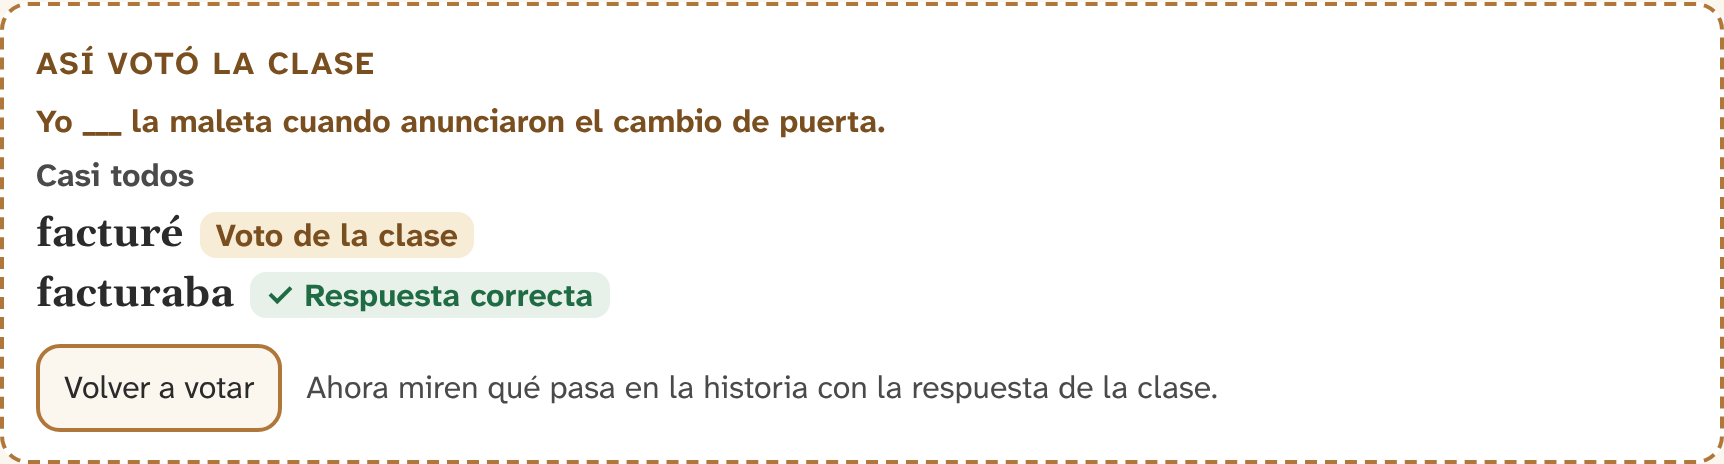 ASÍ VOTÓ LA CLASE
Yo ___ la maleta cuando anunciaron el cambio de puerta.
Casi todos
facturé Voto de la clase
facturaba ✓ Respuesta correcta
Volver a votar Ahora miren qué pasa en la historia con la respuesta de la clase.